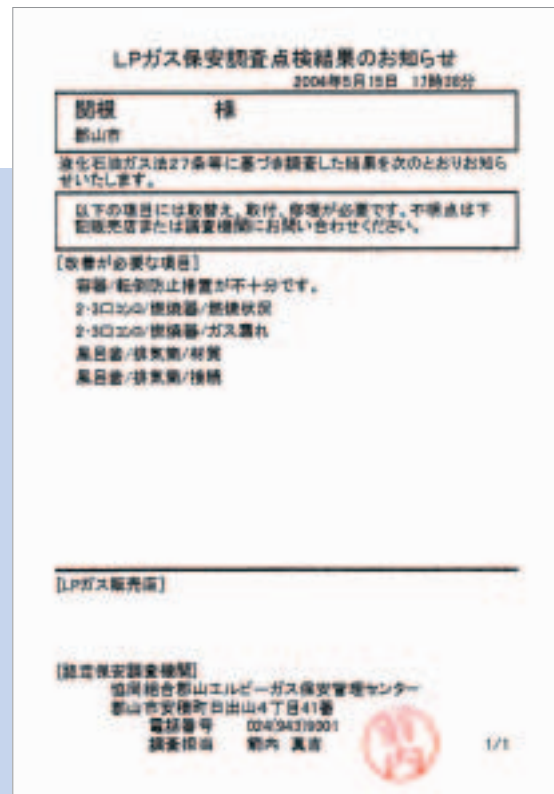 LPガス保安調査点検結果のお知らせ
2004年5月15日 17時38分
関根 様
郡山市
液化石油ガス法27条等に基づき調査した結果を次のとおりお知ら
せいたします。
以下の項目には取替え、取付、修理が必要です。不明点は下
記販売店または調査機関にお問い合わせください。
[改善が必要な項目]
容器/転倒防止措置が不十分です。
2・3口コンロ/燃焼器/燃焼状況
2・3口コンロ/燃焼器/ガス漏れ
風呂釜/排気筒/材質
風呂釜/排気筒/接続
[LPガス販売店]
[認定保安調査機関]
協同組合郡山エルピーガス保安管理センター
郡山市安積町日出山4丁目41番
電話番号 024(943)9001
調査担当 真吉
1/1